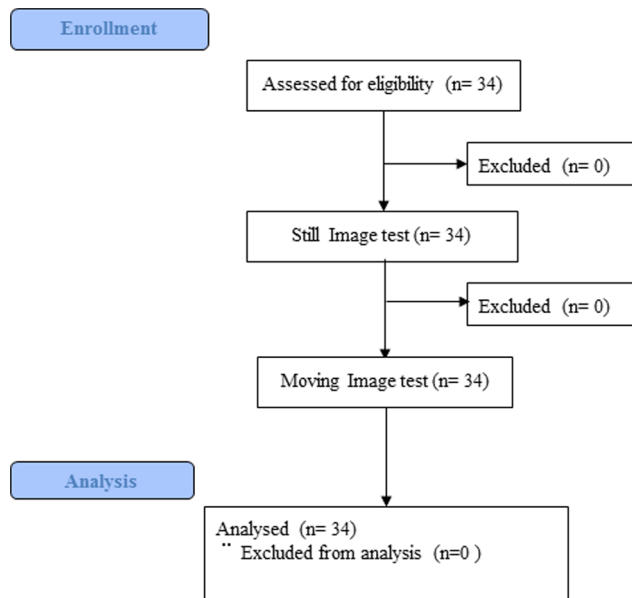 Enrollment
Assessed for eligibility (n= 34)
Excluded (n= 0)
Still Image test (n= 34)
Excluded (n= 0)
Moving Image test (n= 34)
Analysis
Analysed (n= 34)
¨ Excluded from analysis (n=0 )